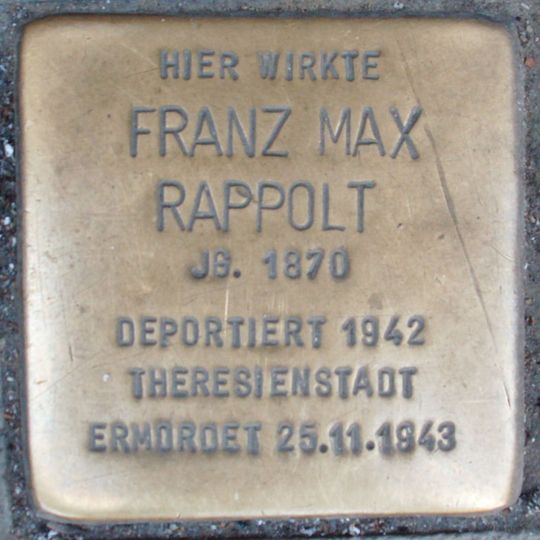 HIER WIRKTE
FRANZ MAX
RAPPOLT
JG. 1870
DEPORTIERT 1942
THERESIENSTADT
ERMORDET 25.11.1943